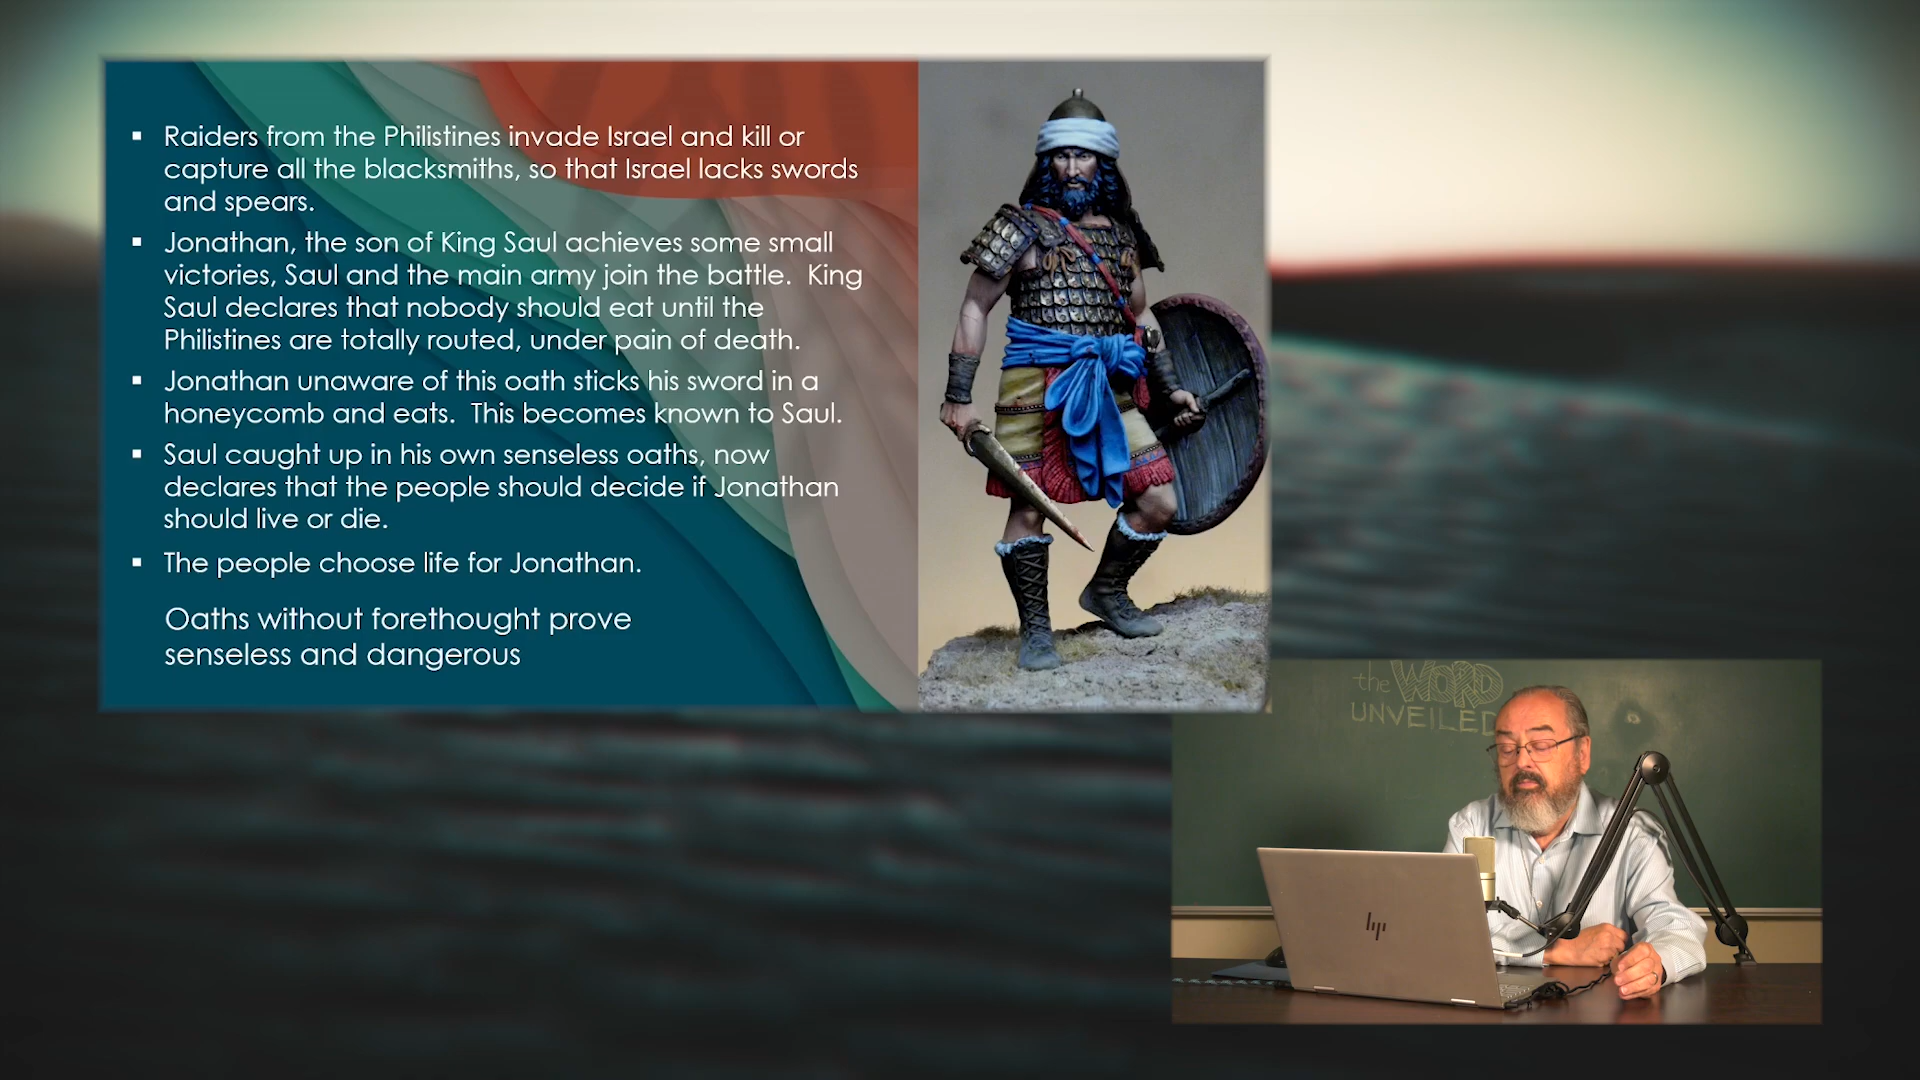 ▪ Raiders from the Philistines invade Israel and kill or
capture all the blacksmiths, so that Israel lacks swords
and spears.
▪ Jonathan, the son of King Saul achieves some small
victories, Saul and the main army join the battle.  King
Saul declares that nobody should eat until the
Philistines are totally routed, under pain of death.
▪ Jonathan unaware of this oath sticks his sword in a
honeycomb and eats.  This becomes known to Saul.
▪ Saul caught up in his own senseless oaths, now
declares that the people should decide if Jonathan
should live or die.
▪ The people choose life for Jonathan.
Oaths without forethought prove
senseless and dangerous
the WORD
UNVEILED
hp